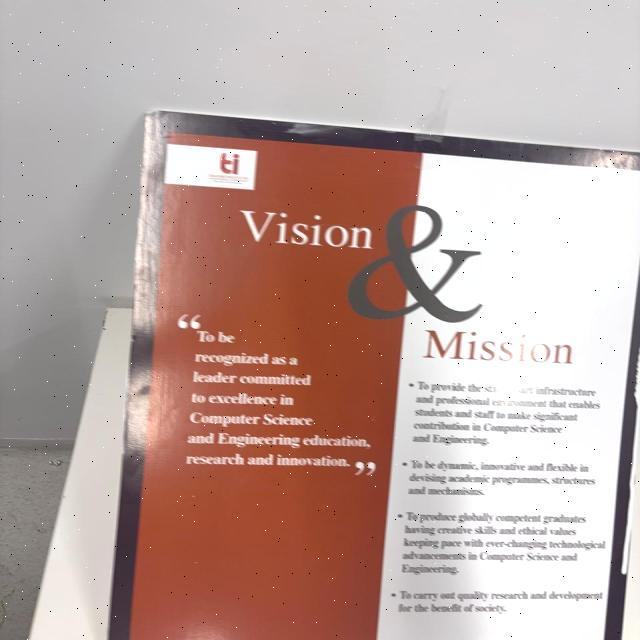 ti
Vision
&
Mission
“To be
recognized as a
leader committed
to excellence in
Computer Science
and Engineering education,
research and innovation.”
• To provide the infrastructure
and professional that enables
students and staff to make significant
contribution in Computer Science
and Engineering.
• To be dynamic, innovative and flexible in
devising academic programmes, structures
and mechanisms.
• To produce globally competent graduates
having creative skills and ethical values
keeping pace with ever-changing technological
advancements in Computer Science and
Engineering.
• To carry out quality research and development
for the benefit of society.